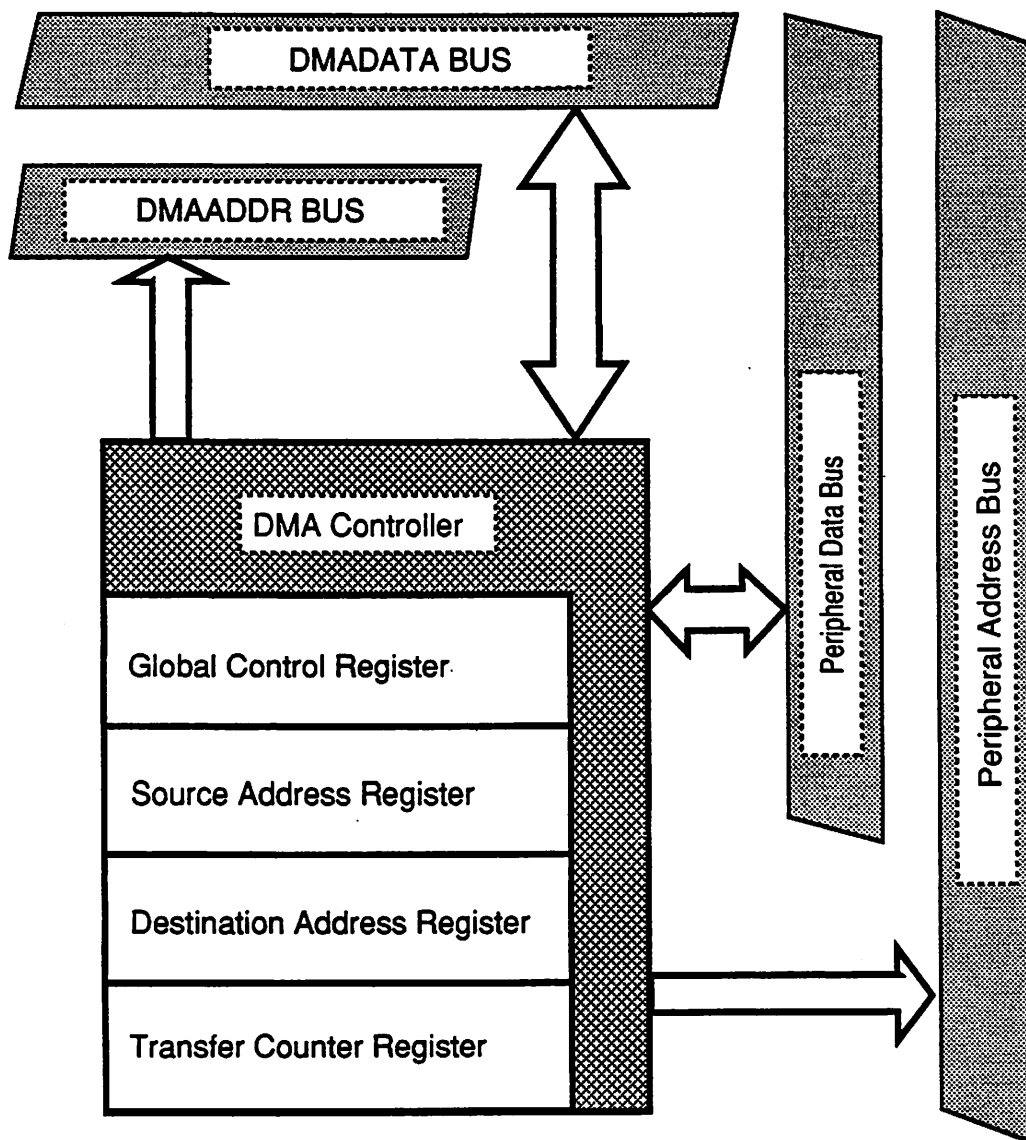 DMADATA BUS
DMAADDR BUS
DMA Controller
Global Control Register
Source Address Register
Destination Address Register
Transfer Counter Register
Peripheral Data Bus
Peripheral Address Bus